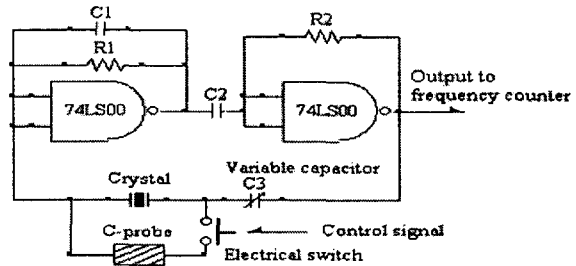 C1
R1
R2
74LS00
C2
74LS00
Output to
frequency counter
Variable capacitor
Crystal
C3
C-probe
Control signal
Electrical switch